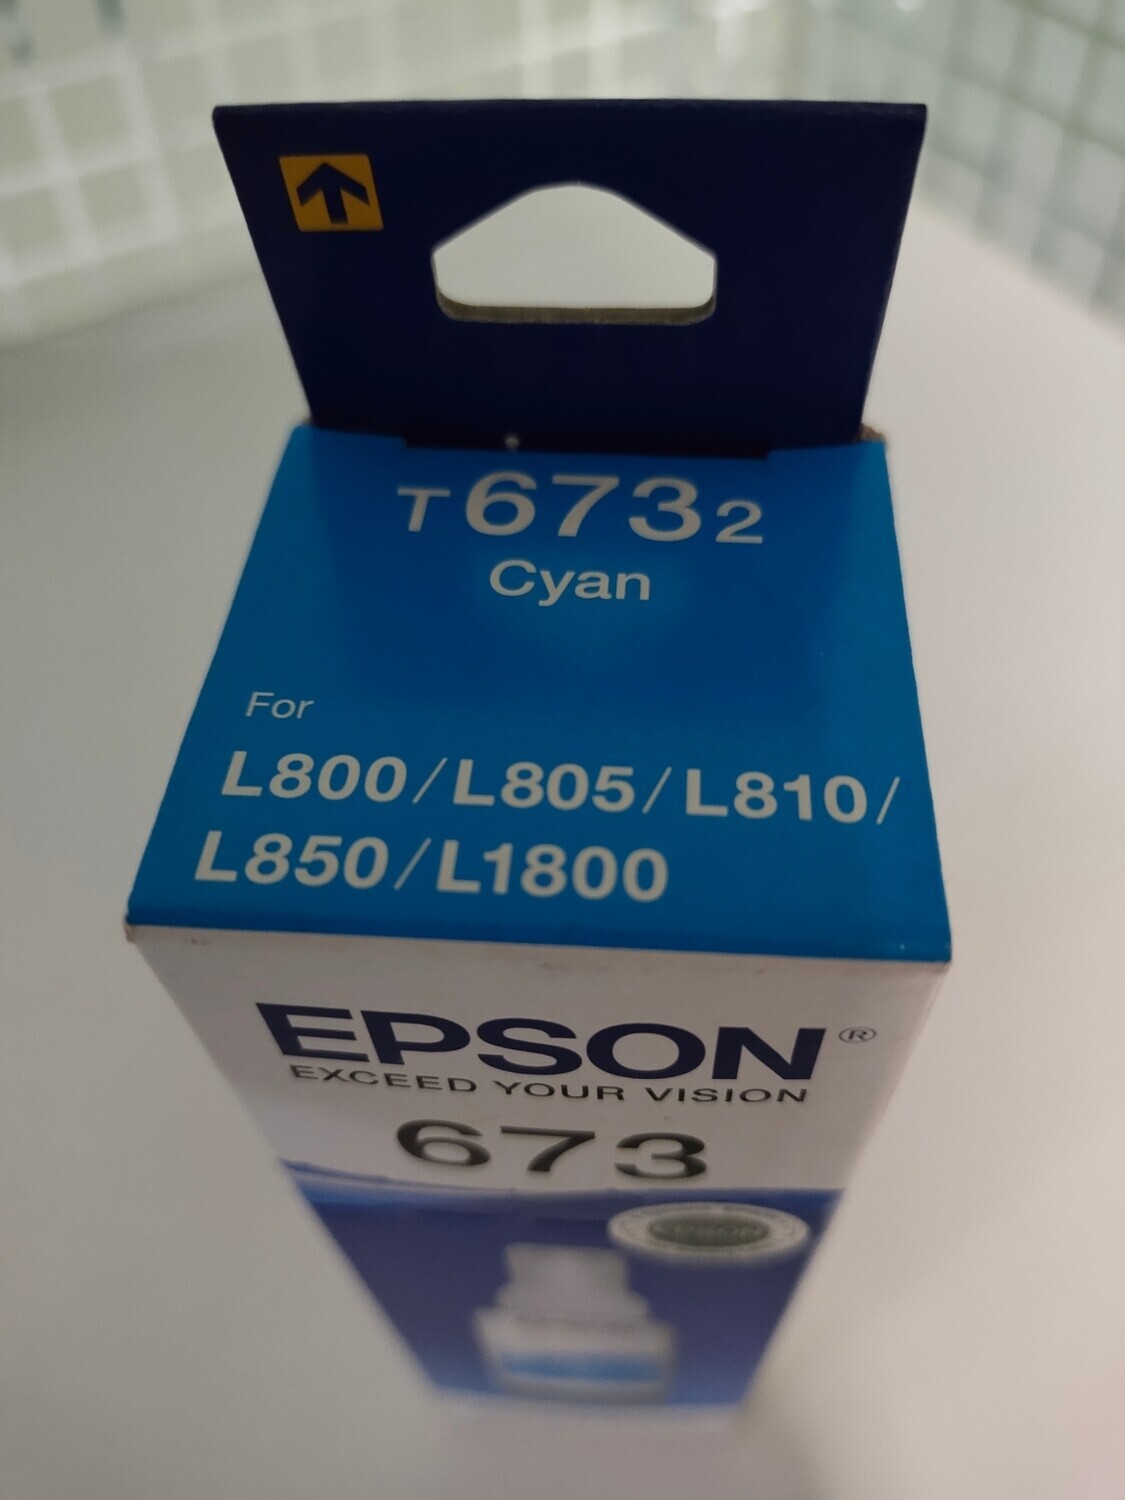 T6732
Cyan
For
L800/L805/L810/
L850/L1800
EPSON®
EXCEED YOUR VISION
673